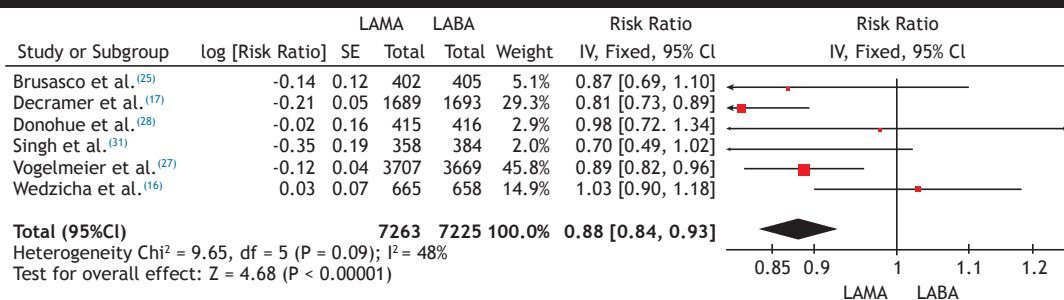 LAMA LABA Risk Ratio Risk Ratio
Study or Subgroup log [Risk Ratio] SE Total Total Weight IV, Fixed, 95% Cl IV, Fixed, 95% Cl
Brusasco et al.(25) -0.14 0.12 402 405 5.1% 0.87 [0.69, 1.10]
Decramer et al.(17) -0.21 0.05 1689 1693 29.3% 0.81 [0.73, 0.89]
Donohue et al.(28) -0.02 0.16 415 416 2.9% 0.98 [0.72. 1.34]
Singh et al.(31) -0.35 0.19 358 384 2.0% 0.70 [0.49, 1.02]
Vogelmeier et al.(27) -0.12 0.04 3707 3669 45.8% 0.89 [0.82, 0.96]
Wedzicha et al.(16) 0.03 0.07 665 658 14.9% 1.03 [0.90, 1.18]
Total (95%Cl) 7263 7225 100.0% 0.88 [0.84, 0.93]
Heterogeneity Chi² = 9.65, df = 5 (P = 0.09); I² = 48%
Test for overall effect: Z = 4.68 (P < 0.00001)
0.85 0.9 1 1.1 1.2
LAMA LABA